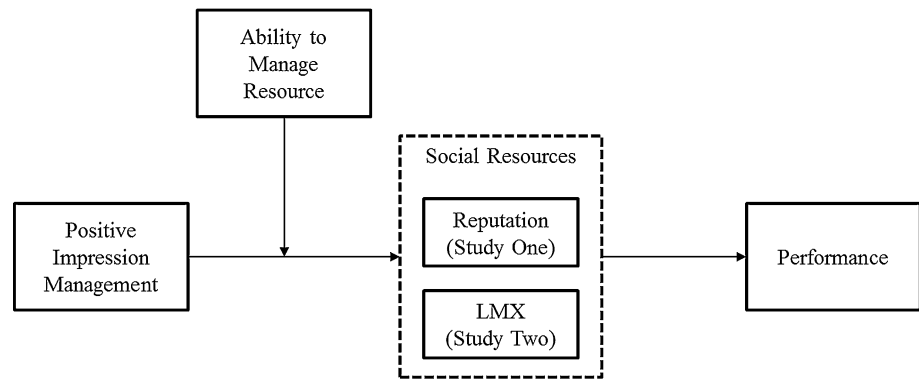 Ability to
Manage
Resource
Social Resources
Positive
Impression
Management
Reputation
(Study One)
LMX
(Study Two)
Performance